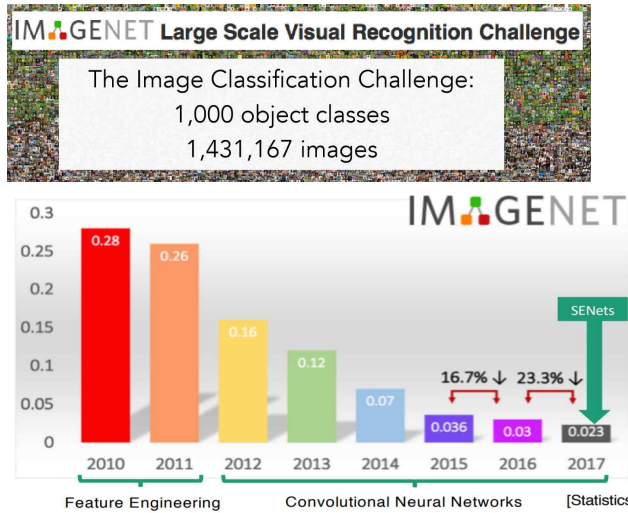 IMAGENET Large Scale Visual Recognition Challenge
The Image Classification Challenge:
1,000 object classes
1,431,167 images
IMAGENET
0.3
0.25
0.2
0.15
0.1
0.05
0
0.28
0.26
0.16
0.12
0.07
0.036
0.03
0.023
SENets
16.7% ↓ 23.3% ↓
2010 2011 2012 2013 2014 2015 2016 2017
Feature Engineering Convolutional Neural Networks [Statistics